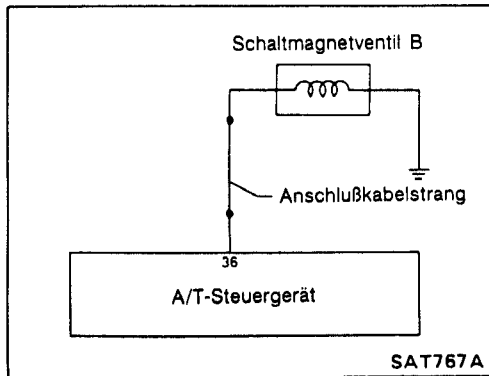 Schaltmagnetventil B
Anschlußkabelstrang
36
A/T-Steuergerät
SAT767A